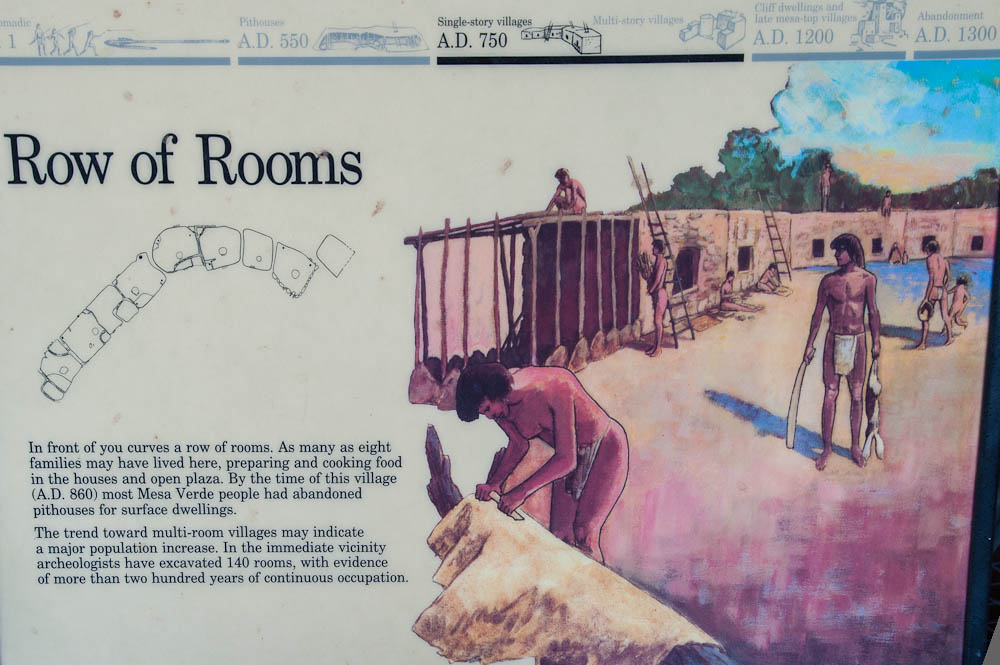 omadic
1
Pithouses
A.D. 550
Single-story villages
A.D. 750
Multi-story villages
Cliff dwellings and
late mesa-top villages
A.D. 1200
Abandonment
A.D. 1300
Row of Rooms
In front of you curves a row of rooms. As many as eight
families may have lived here, preparing and cooking food
in the houses and open plaza. By the time of this village
(A.D. 860) most Mesa Verde people had abandoned
pithouses for surface dwellings.
The trend toward multi-room villages may indicate
a major population increase. In the immediate vicinity
archeologists have excavated 140 rooms, with evidence
of more than two hundred years of continuous occupation.